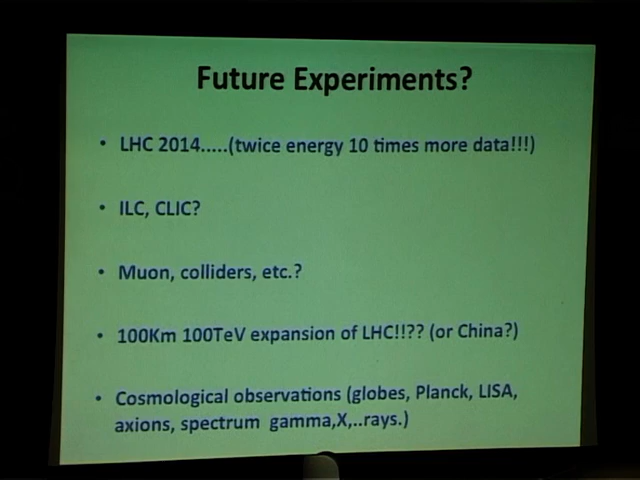 Future Experiments?
• LHC 2014.....(twice energy 10 times more data!!!)
• ILC, CLIC?
• Muon, colliders, etc.?
• 100Km 100TeV expansion of LHC!!?? (or China?)
• Cosmological observations (globes, Planck, LISA,
axions, spectrum gamma,X,..rays.)